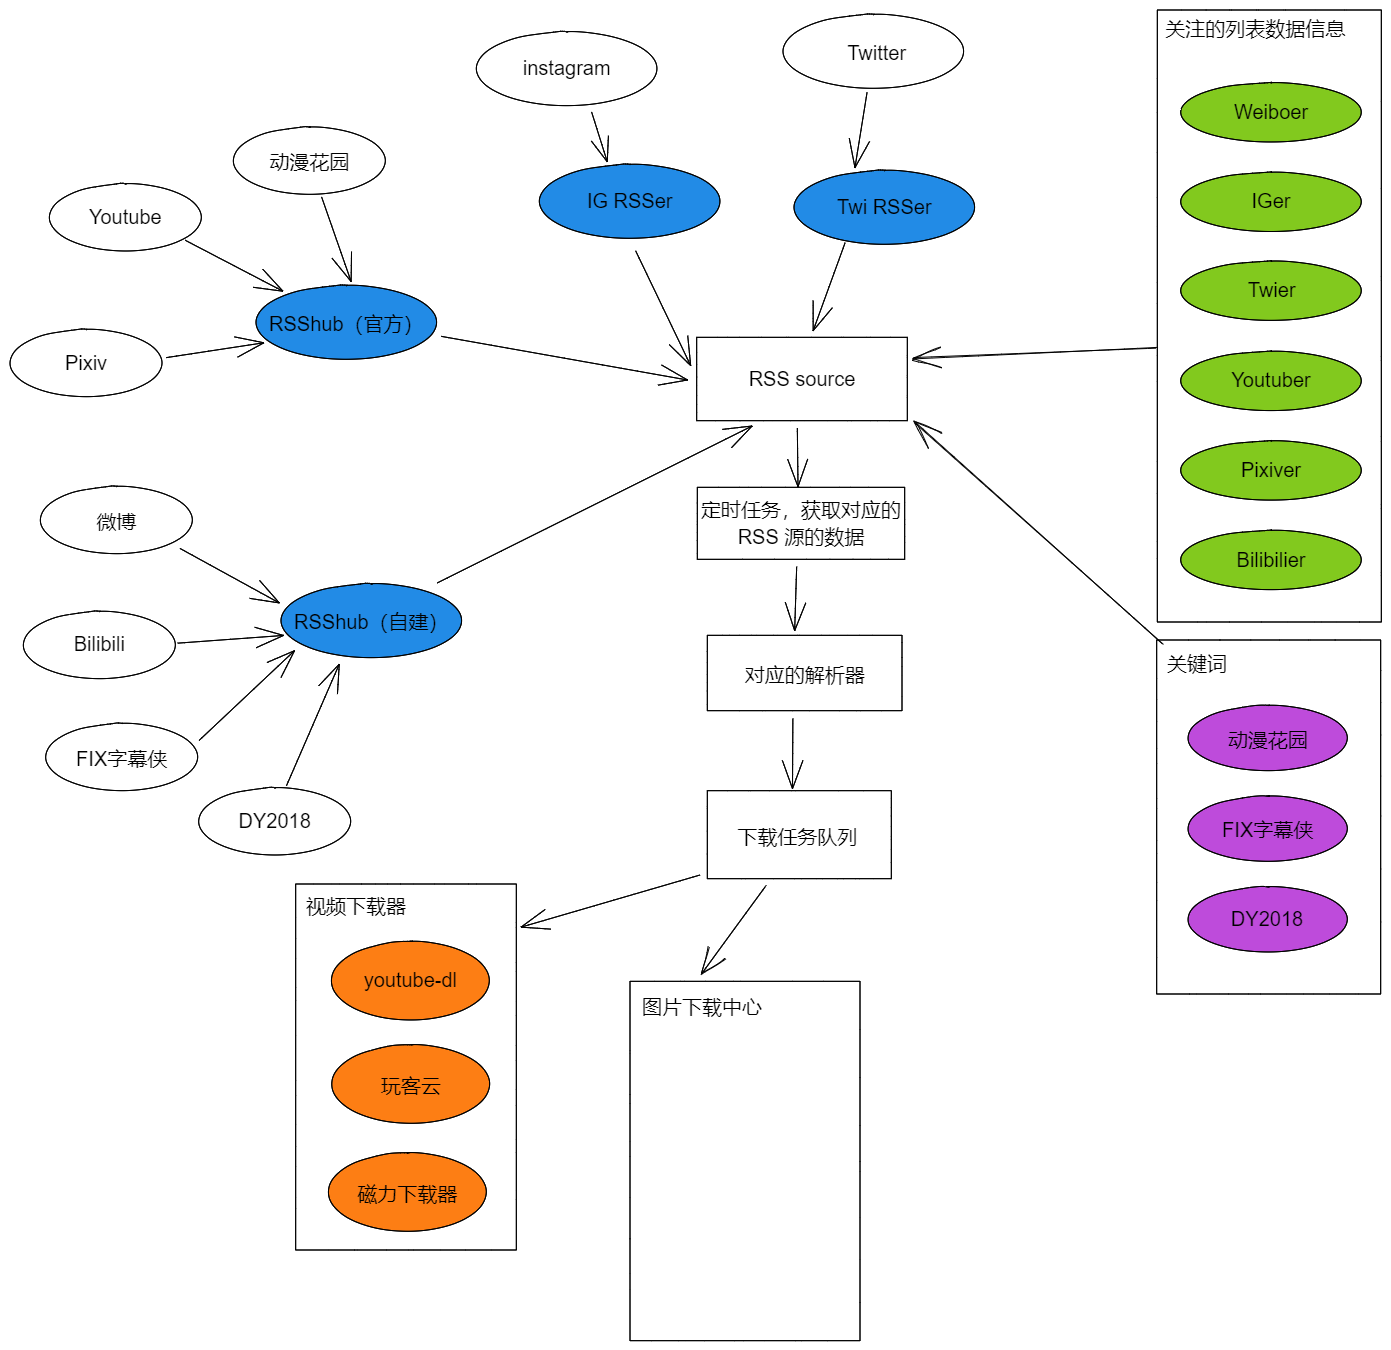 instagram
Twitter
关注的列表数据信息
Weiboer
IGer
Twier
Youtuber
Pixiver
Bilibilier
动漫花园
Youtube
Pixiv
IG RSSer
Twi RSSer
RSShub（官方）
RSS source
定时任务，获取对应的
RSS 源的数据
微博
Bilibili
FIX字幕侠
DY2018
RSShub（自建）
对应的解析器
下载任务队列
关键词
动漫花园
FIX字幕侠
DY2018
视频下载器
youtube-dl
玩客云
磁力下载器
图片下载中心